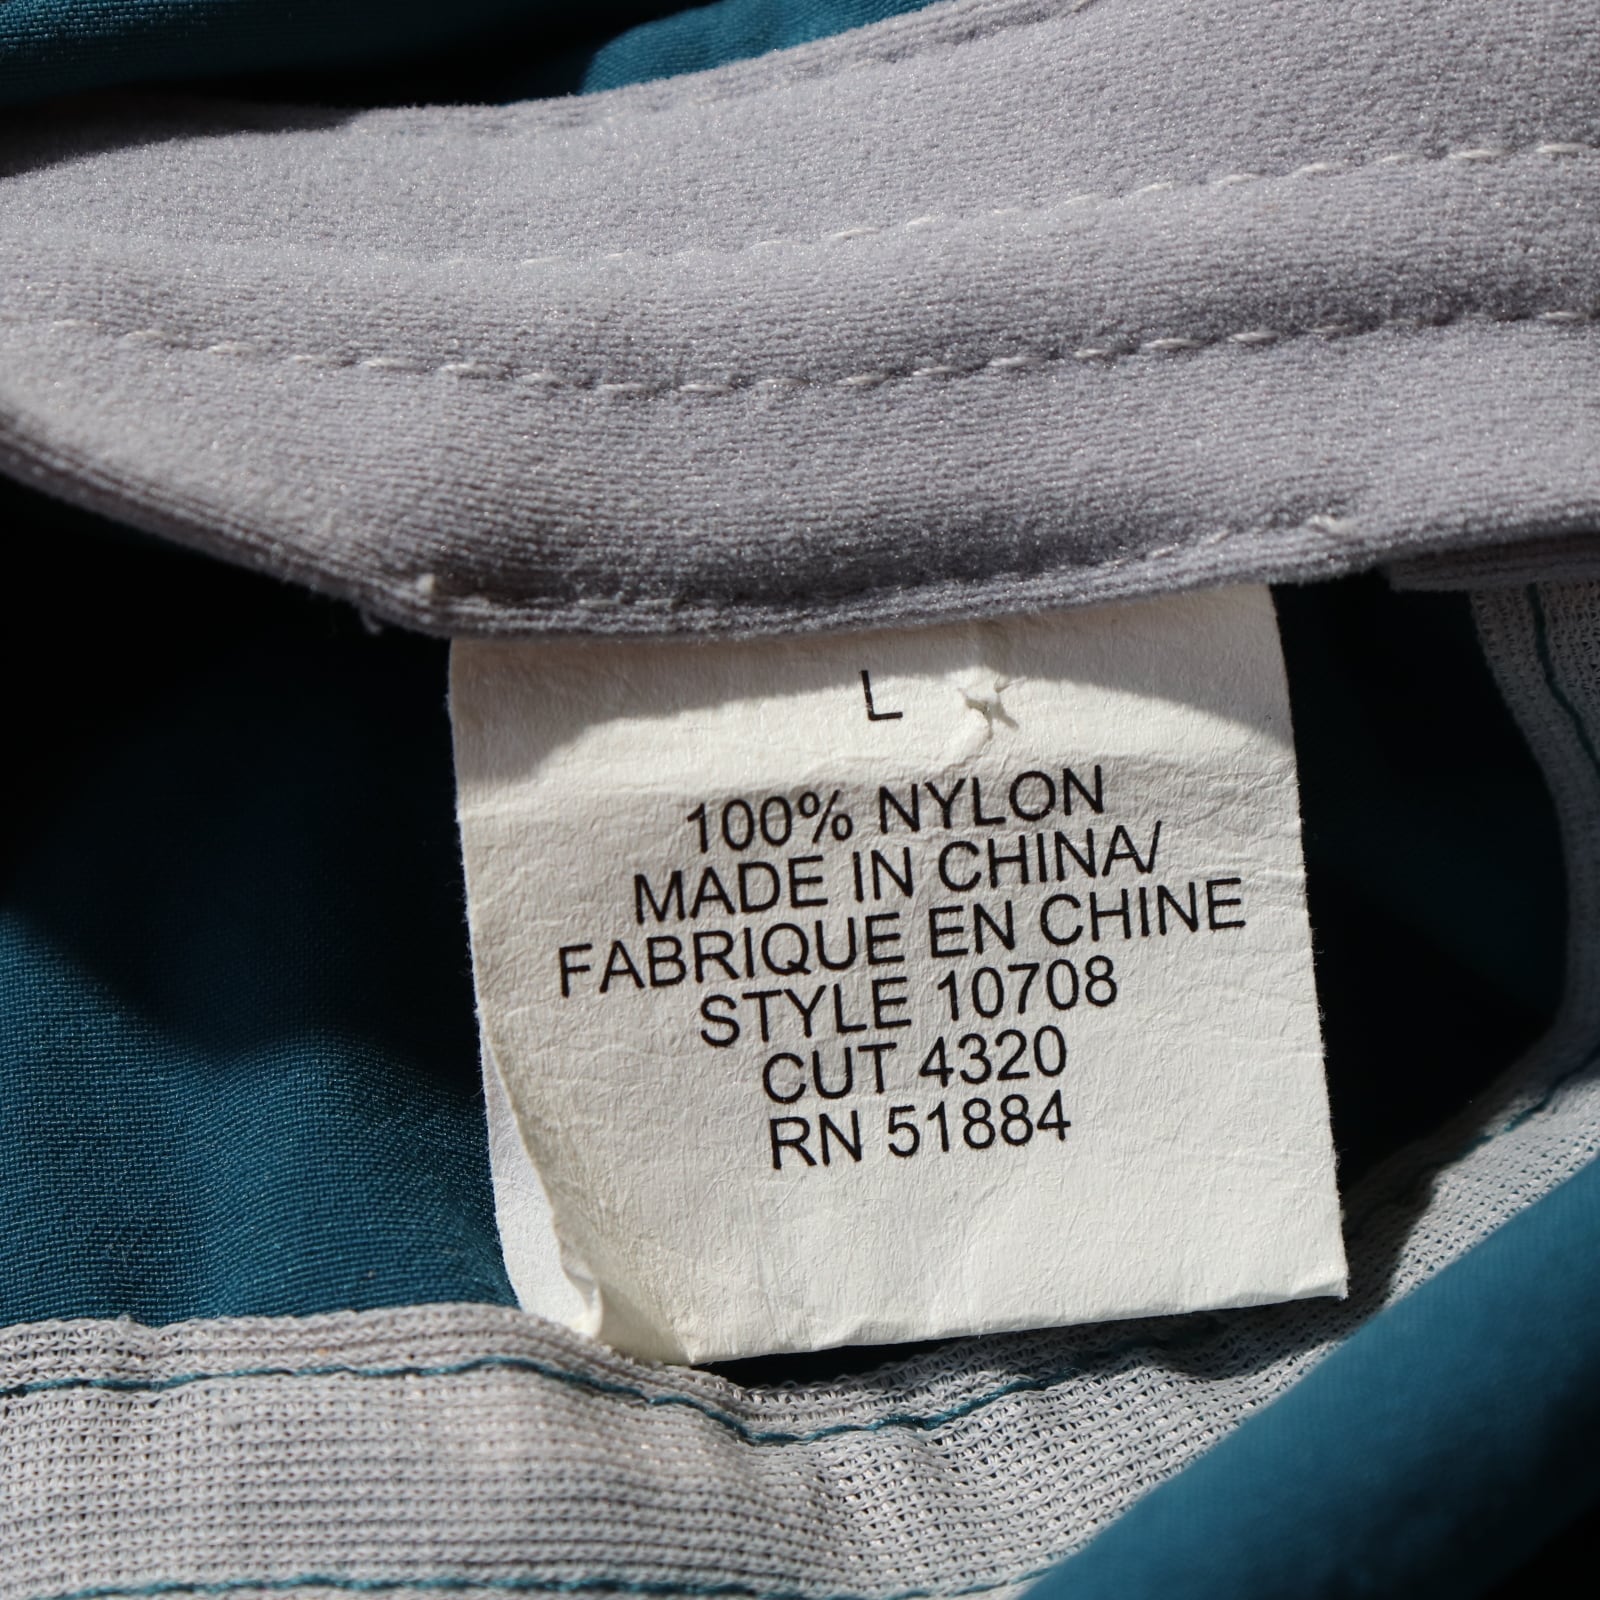 L
100% NYLON
MADE IN CHINA/
FABRIQUE EN CHINE
STYLE 10708
CUT 4320
RN 51884